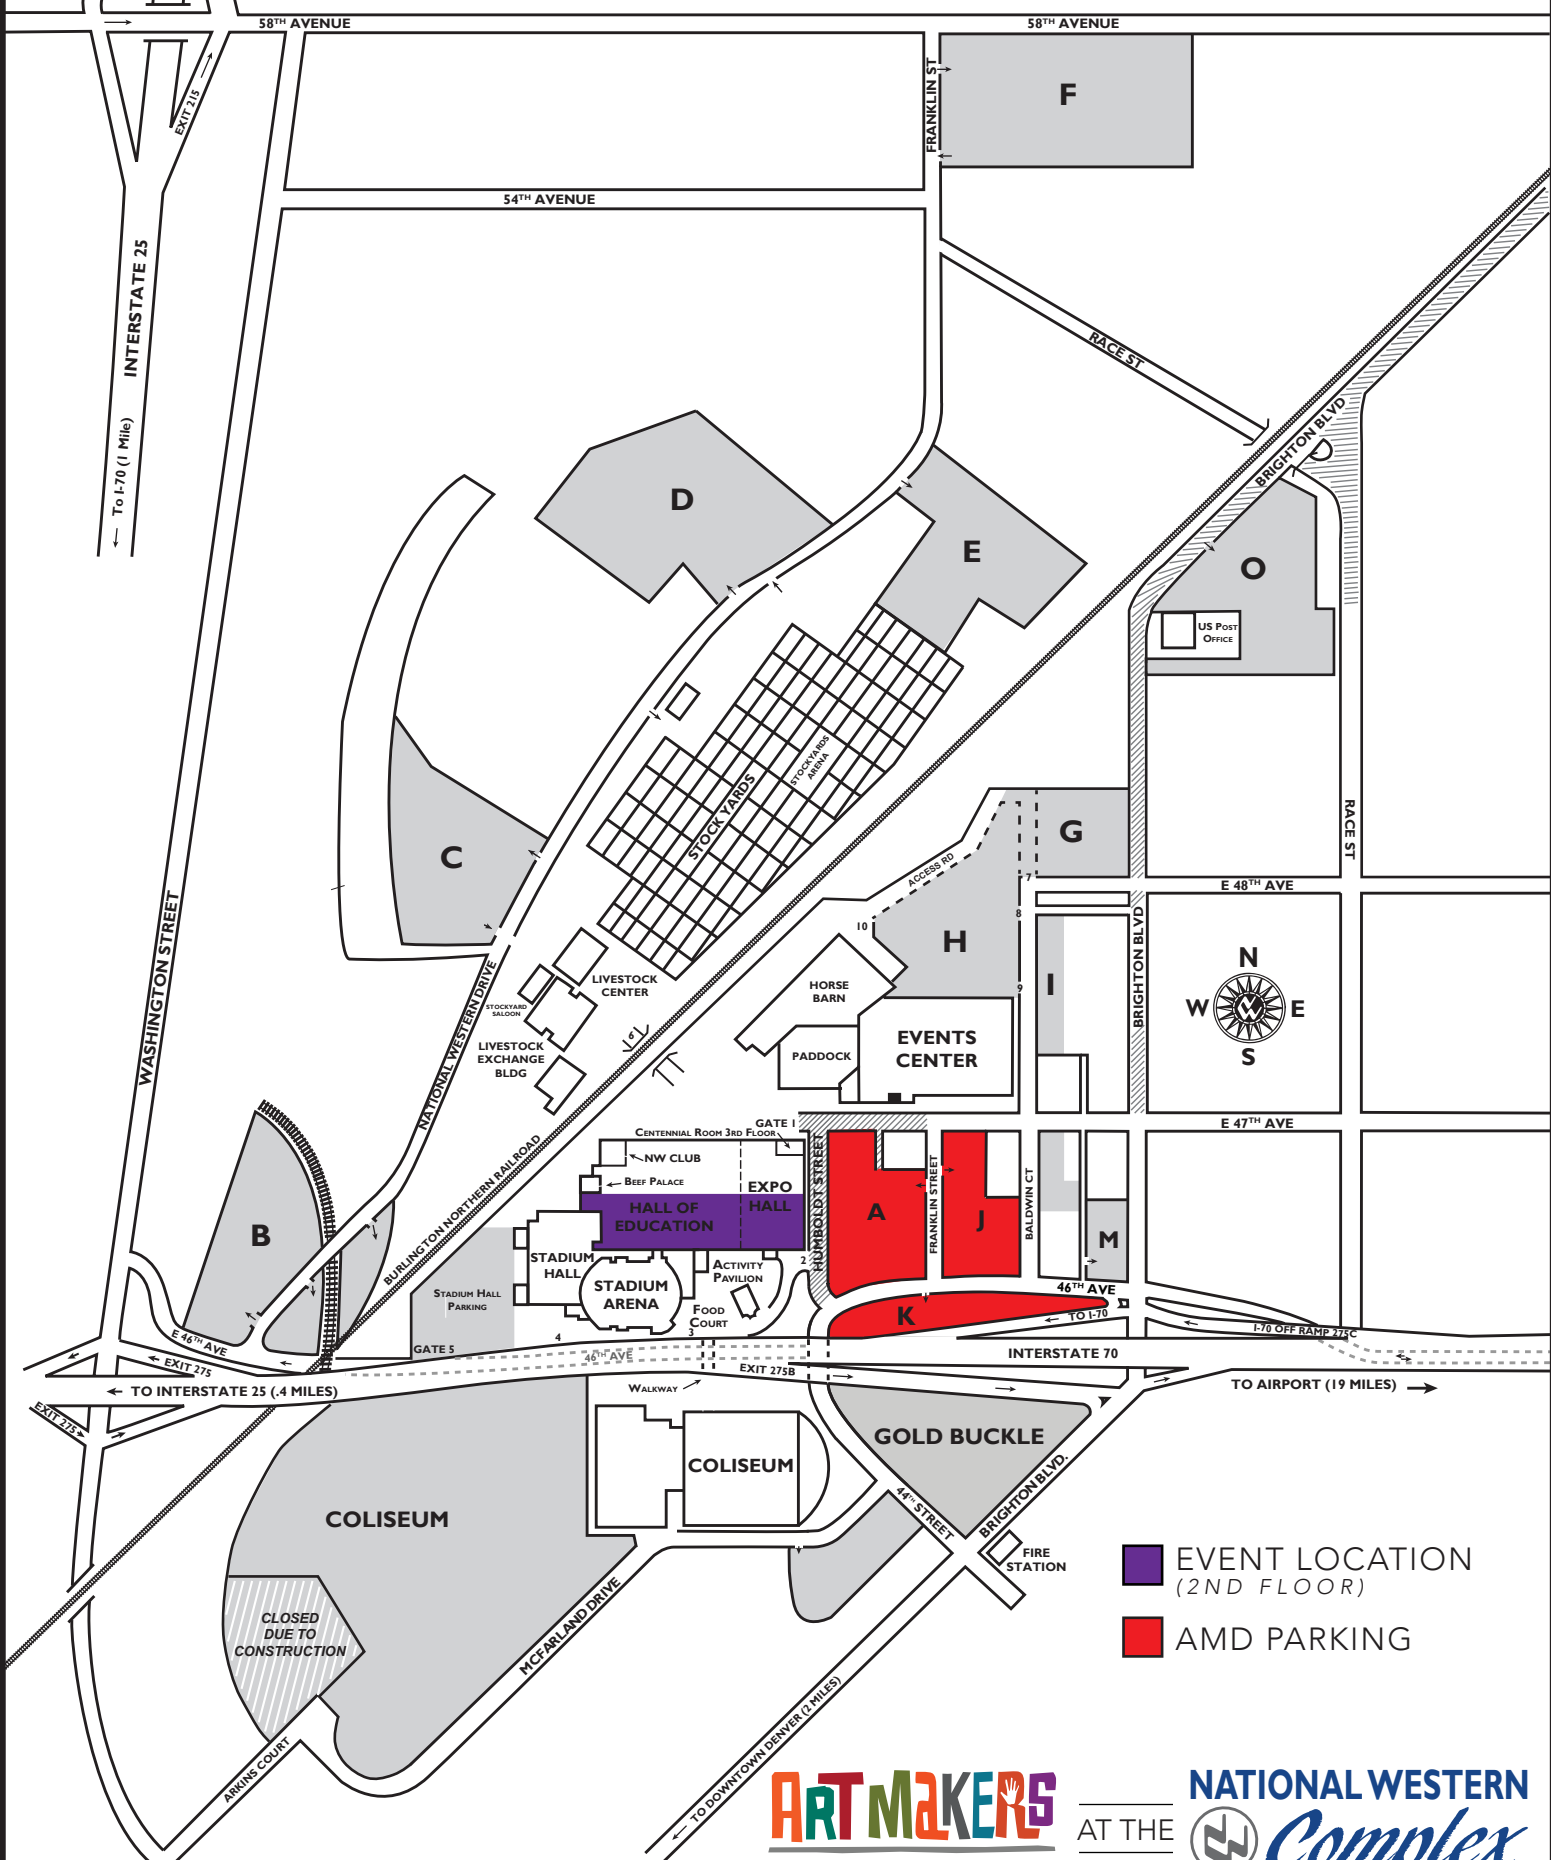 58TH AVENUE
58TH AVENUE
EXIT 215
FRANKLIN ST
F
54TH AVENUE
INTERSTATE 25
To I-70 (1 Mile)
RACE ST
BRIGHTON BLVD
D
E
O
US POST
OFFICE
STOCKYARDS
ARENA
STOCK YARDS
C
G
RACE ST
ACCESS RD
7
E 48TH AVE
8
10
H
BRIGHTON BLVD
WASHINGTON STREET
N
W
E
S
I
9
HORSE
BARN
LIVESTOCK
CENTER
STOCKYARD
SALOON
NATIONAL WESTERN DRIVE
LIVESTOCK
EXCHANGE
BLDG
PADDOCK
EVENTS
CENTER
GATE 1
CENTENNIAL ROOM 3RD FLOOR
E 47TH AVE
NW CLUB
BEEF PALACE
EXPO
HALL
HALL OF
EDUCATION
HUMBOLDT STREET
A
FRANKLIN STREET
J
BALDWIN CT
M
B
BURLINGTON NORTHERN RAILROAD
STADIUM
HALL
STADIUM
ARENA
ACTIVITY
PAVILION
2
STADIUM HALL
PARKING
FOOD
COURT
46TH AVE
K
TO I-70
I-70 OFF RAMP 275C
E 46TH AVE
4
3
GATE 5
46TH AVE
INTERSTATE 70
EXIT 275
EXIT 275B
TO INTERSTATE 25 (.4 MILES)
WALKWAY
TO AIRPORT (19 MILES)
EXIT 275
GOLD BUCKLE
COLISEUM
COLISEUM
44TH STREET
BRIGHTON BLVD.
FIRE
STATION
EVENT LOCATION
(2ND FLOOR)
CLOSED
DUE TO
CONSTRUCTION
MCFARLAND DRIVE
AMD PARKING
TO DOWNTOWN DENVER (2 MILES)
ARKINS COURT
ARTMAKERS
AT THE
NATIONAL WESTERN
Complex